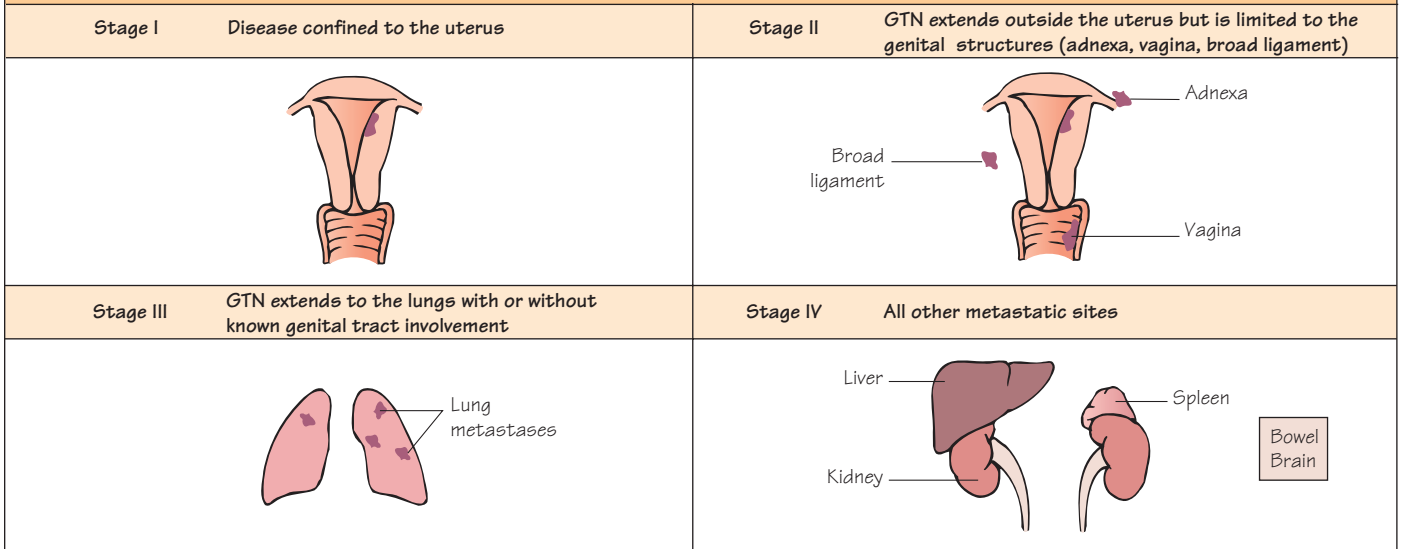 Stage I
Disease confined to the uterus
Stage II
GTN extends outside the uterus but is limited to the
genital structures (adnexa, vagina, broad ligament)
Adnexa
Broad
ligament
Vagina
Stage III
GTN extends to the lungs with or without
known genital tract involvement
Stage IV
All other metastatic sites
Lung
metastases
Liver
Spleen
Kidney
Bowel
Brain